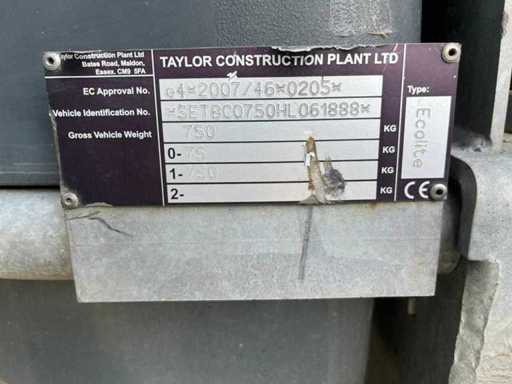 Taylor Construction Plant Ltd
Bates Road, Maldon,
Essex. CM9 5FA
TAYLOR CONSTRUCTION PLANT LTD
EC Approval No. e4*2007/46*0205*
Vehicle Identification No. *SETBC0750HL061888*
Gross Vehicle Weight 750 KG
0- 75 KG
1- 750 KG
2- KG
Type:
Ecolite
CE